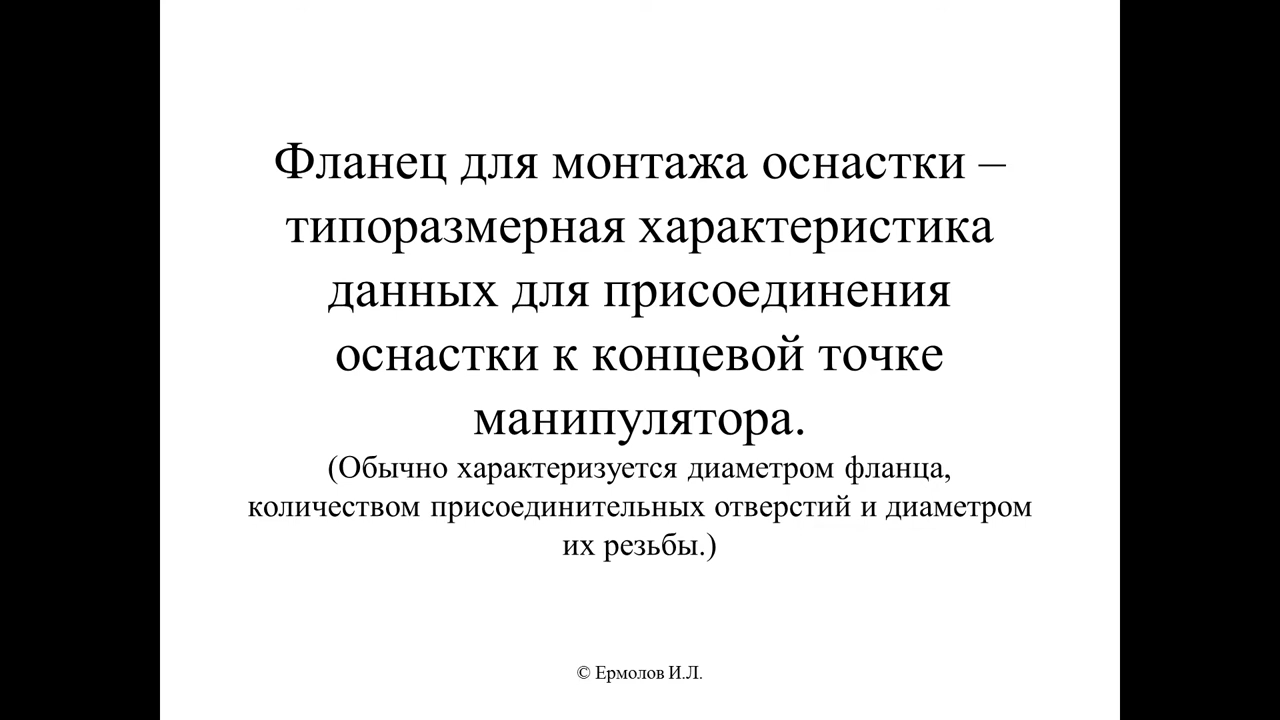 Фланец для монтажа оснастки –
типоразмерная характеристика
данных для присоединения
оснастки к концевой точке
манипулятора.
(Обычно характеризуется диаметром фланца,
количеством присоединительных отверстий и диаметром
их резьбы.)
© Ермолов И.Л.